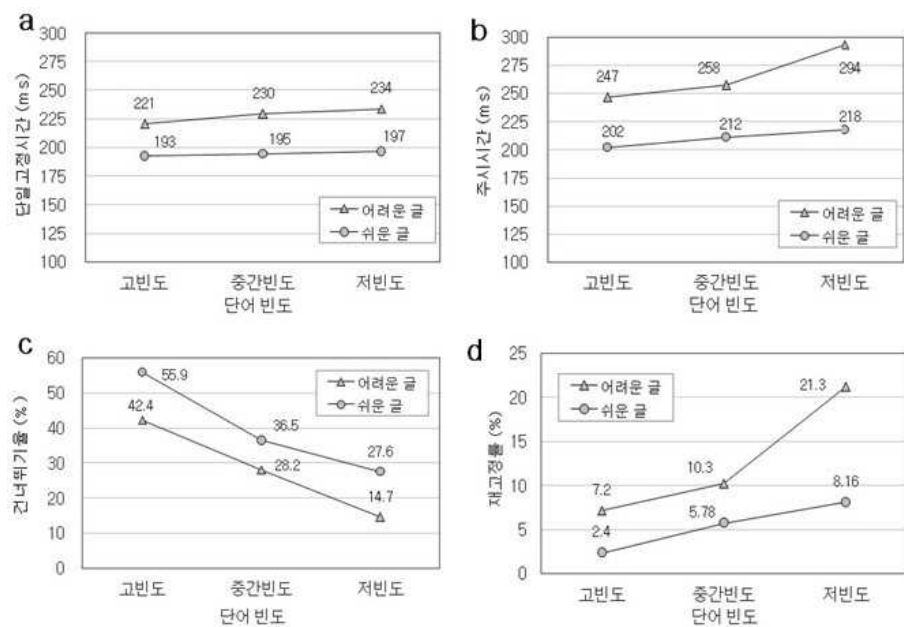 a
단일고정시간 (ms)
300
275
250
225
200
175
150
125
100
221
230
234
193
195
197
어려운 글
쉬운 글
고빈도
중간빈도
저빈도
단어 빈도
b
주시시간 (ms)
300
275
250
225
200
175
150
125
100
247
258
294
202
212
218
어려운 글
쉬운 글
고빈도
중간빈도
저빈도
단어 빈도
c
건너뛰기율 (%)
60
50
40
30
20
10
0
55.9
42.4
36.5
28.2
27.6
14.7
어려운 글
쉬운 글
고빈도
중간빈도
저빈도
단어 빈도
d
재고정률 (%)
25
20
15
10
5
0
어려운 글
쉬운 글
21.3
10.3
7.2
8.16
5.78
2.4
고빈도
중간빈도
저빈도
단어 빈도